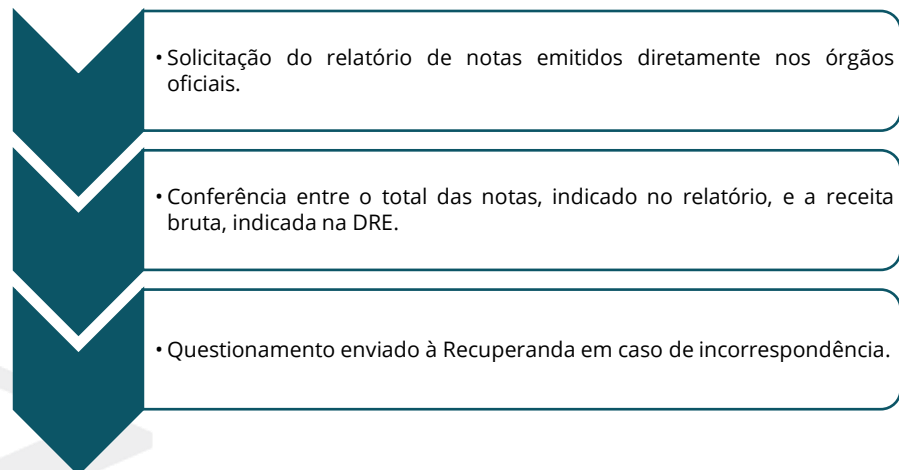 • Solicitação do relatório de notas emitidos diretamente nos órgãos
oficiais.
• Conferência entre o total das notas, indicado no relatório, e a receita
bruta, indicada na DRE.
• Questionamento enviado à Recuperanda em caso de incorrespondência.